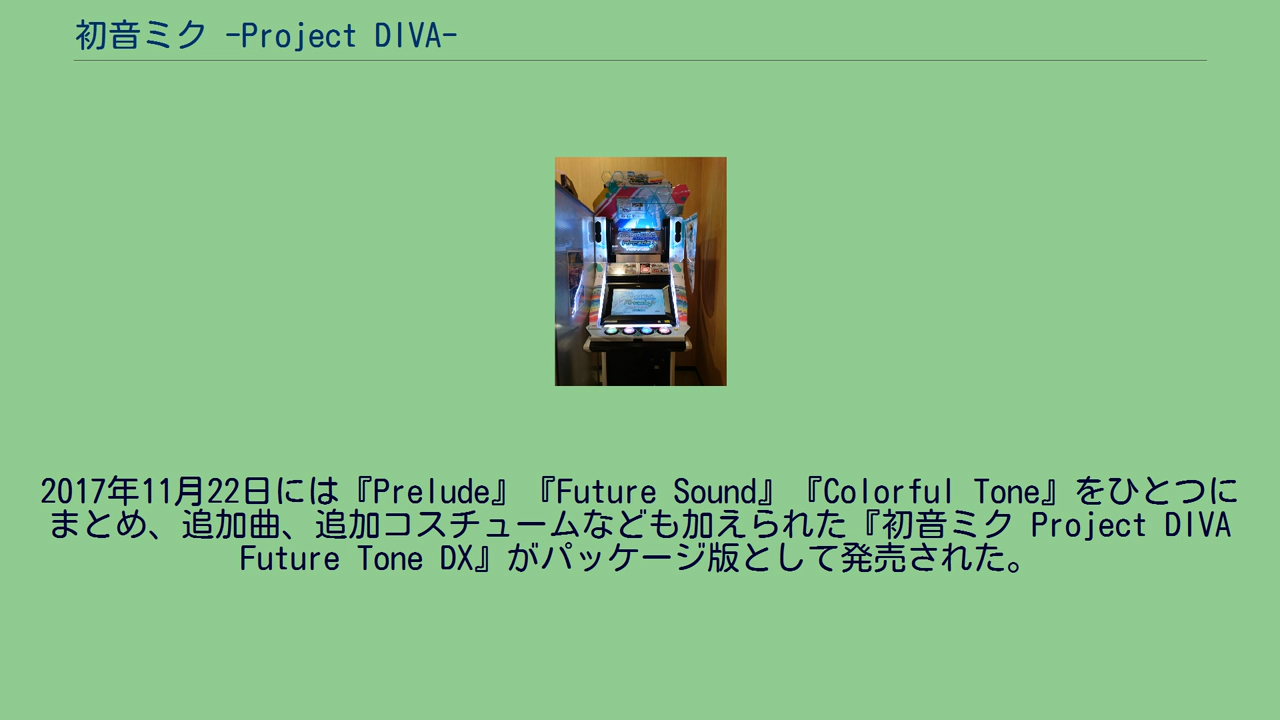 初音ミク -Project DIVA-
2017年11月22日には『Prelude』『Future Sound』『Colorful Tone』をひとつに
まとめ、追加曲、追加コスチュームなども加えられた『初音ミク Project DIVA
Future Tone DX』がパッケージ版として発売された。